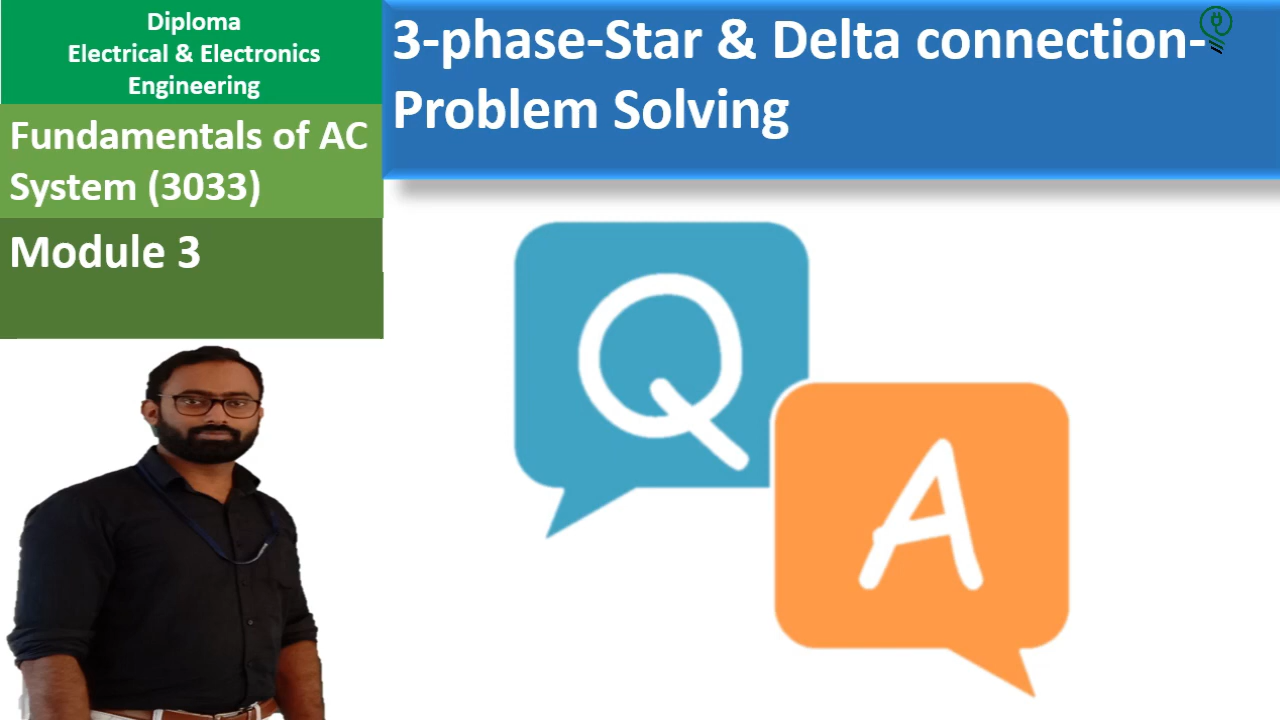 Diploma
Electrical & Electronics
Engineering
Fundamentals of AC
System (3033)
Module 3
3-phase-Star & Delta connection-
Problem Solving
Q
A